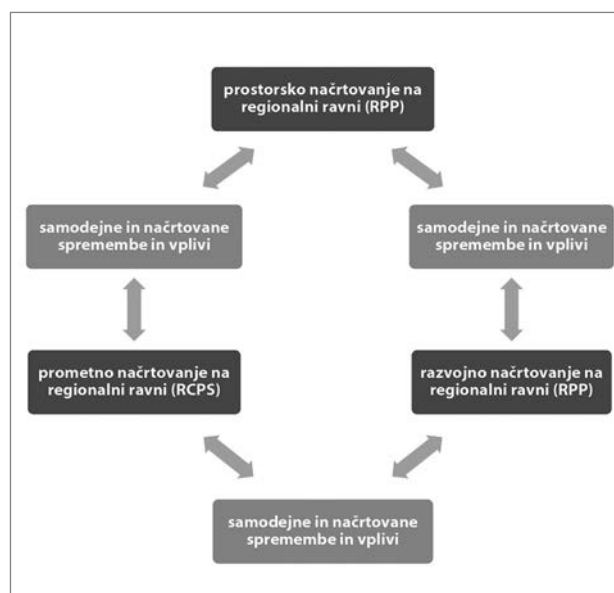 prostorsko načrtovanje na
regionalni ravni (RPP)
samodejne in načrtovane
spremembe in vplivi
samodejne in načrtovane
spremembe in vplivi
prometno načrtovanje na
regionalni ravni (RCPS)
razvojno načrtovanje na
regionalni ravni (RPP)
samodejne in načrtovane
spremembe in vplivi